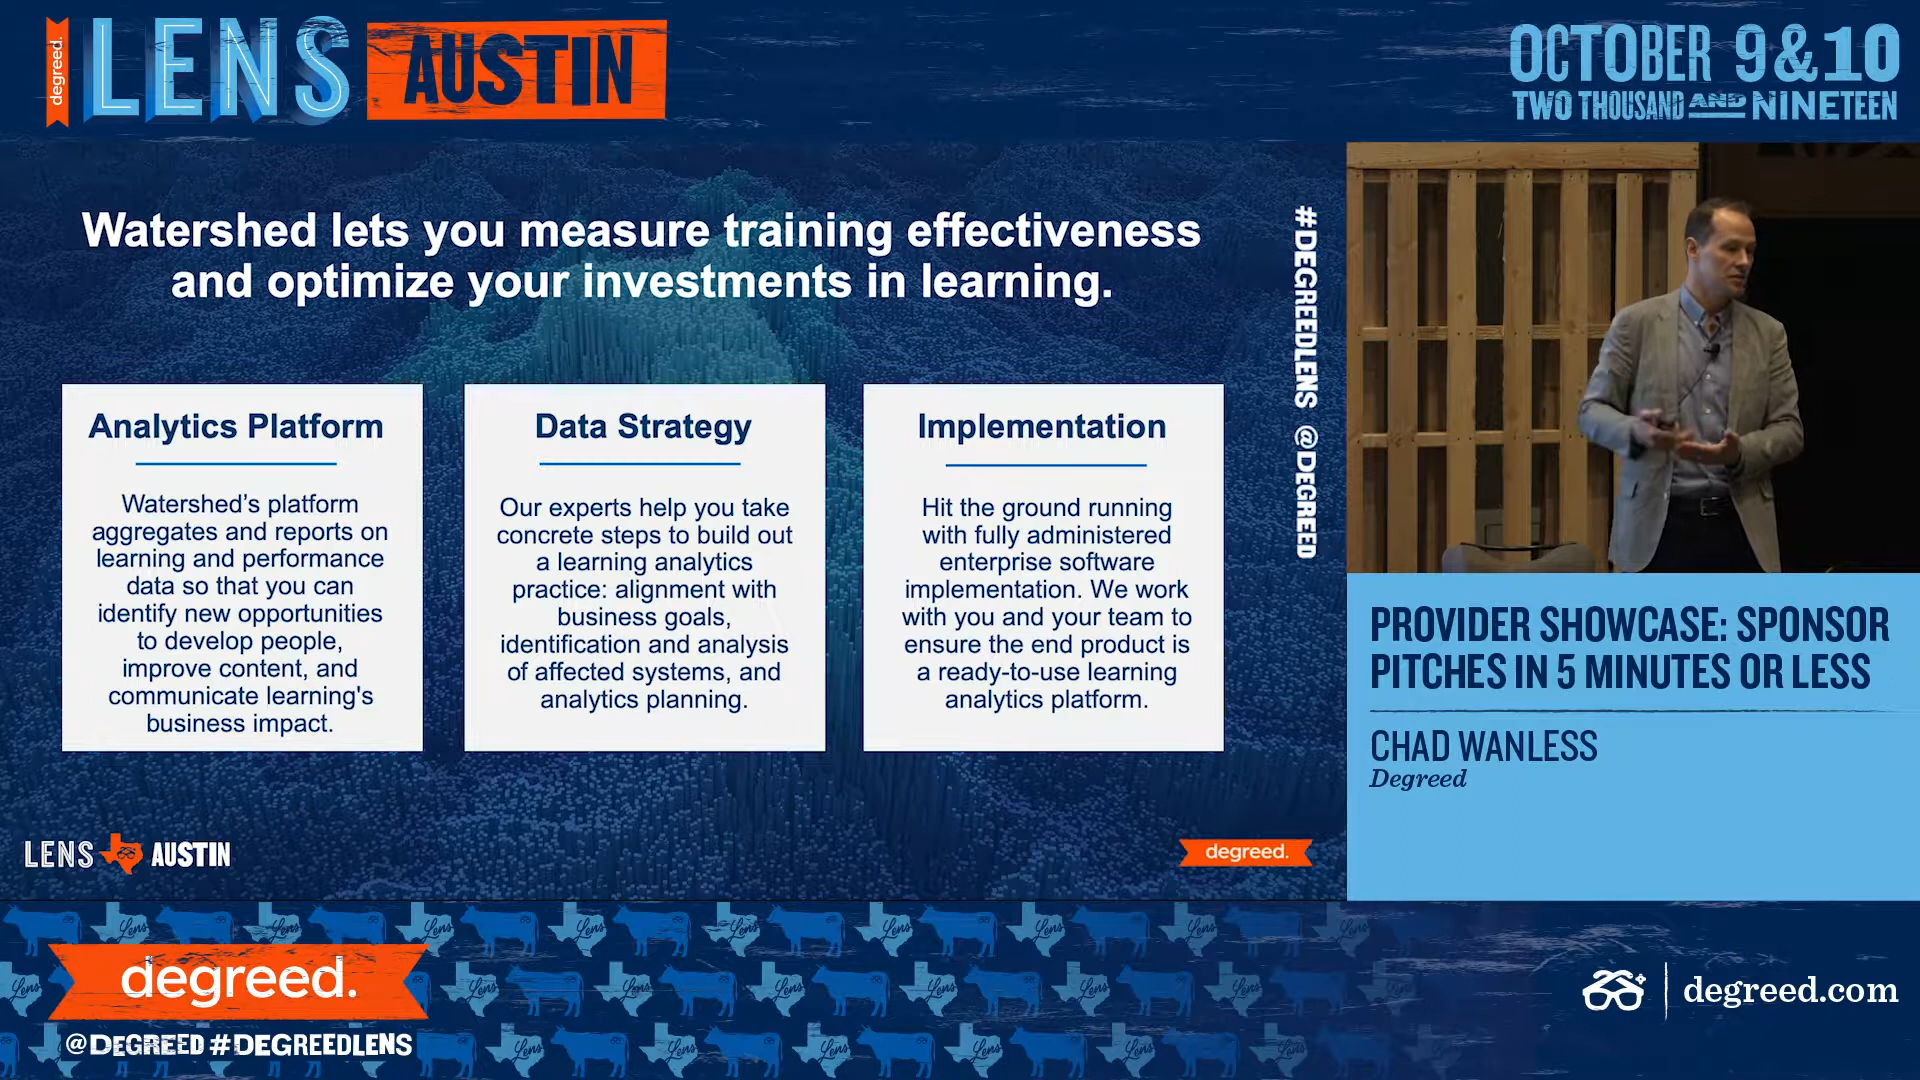 degreed.
LENS
AUSTIN
OCTOBER 9&10
TWO THOUSAND AND NINETEEN
Watershed lets you measure training effectiveness
and optimize your investments in learning.
Analytics Platform
Watershed’s platform
aggregates and reports on
learning and performance
data so that you can
identify new opportunities
to develop people,
improve content, and
communicate learning's
business impact.
Data Strategy
Our experts help you take
concrete steps to build out
a learning analytics
practice: alignment with
business goals,
identification and analysis
of affected systems, and
analytics planning.
Implementation
Hit the ground running
with fully administered
enterprise software
implementation. We work
with you and your team to
ensure the end product is
a ready-to-use learning
analytics platform.
#DEGREEDLENS @DEGREED
LENS AUSTIN
degreed.
PROVIDER SHOWCASE: SPONSOR
PITCHES IN 5 MINUTES OR LESS
CHAD WANLESS
Degreed
degreed.
@DEGREED #DEGREEDLENS
Lens
degreed.com